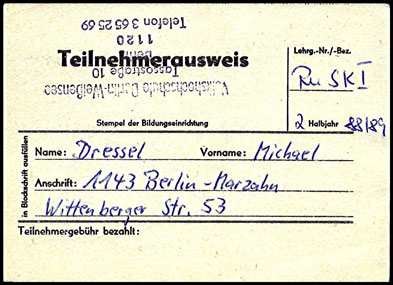 Telefon 3 65 25 69
1120
Berlin
Teilnehmerausweis
Tassostraße 10
Volkshochschule Berlin-Weißensee
Stempel der Bildungseinrichtung
Lehrg.-Nr./-Bez.
Ru SK I
2 Halbjahr 88/89
in Blockschrift ausfüllen
Name: Dressel Vorname: Michael
Anschrift: 1143 Berlin-Marzahn
Wittenberger Str. 53
Teilnehmergebühr bezahlt: